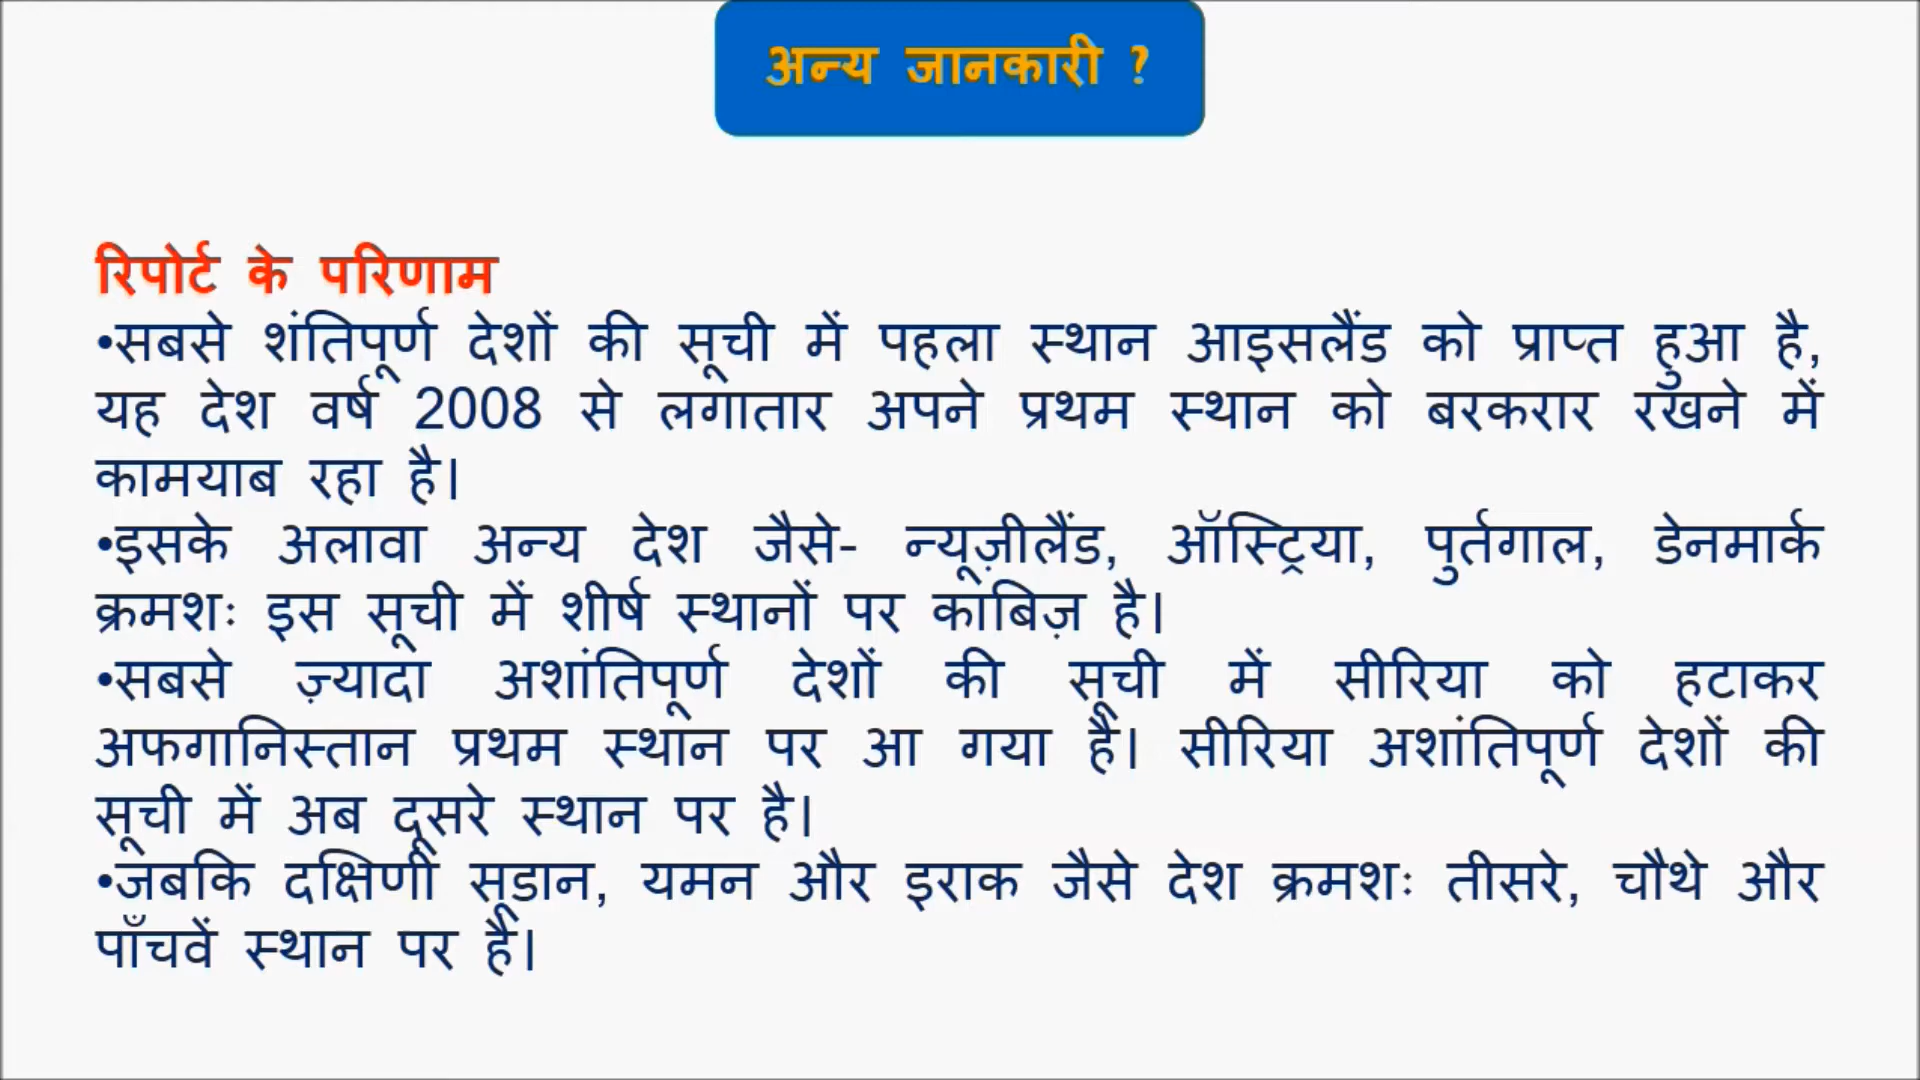 अन्य जानकारी ?
रिपोर्ट के परिणाम
•सबसे शंतिपूर्ण देशों की सूची में पहला स्थान आइसलैंड को प्राप्त हुआ है,
यह देश वर्ष 2008 से लगातार अपने प्रथम स्थान को बरकरार रखने में
कामयाब रहा है।
•इसके अलावा अन्य देश जैसे- न्यूज़ीलैंड, ऑस्ट्रिया, पुर्तगाल, डेनमार्क
क्रमशः इस सूची में शीर्ष स्थानों पर काबिज़ है।
•सबसे ज़्यादा अशांतिपूर्ण देशों की सूची में सीरिया को हटाकर
अफगानिस्तान प्रथम स्थान पर आ गया है। सीरिया अशांतिपूर्ण देशों की
सूची में अब दूसरे स्थान पर है।
•जबकि दक्षिणी सूडान, यमन और इराक जैसे देश क्रमशः तीसरे, चौथे और
पाँचवें स्थान पर है।